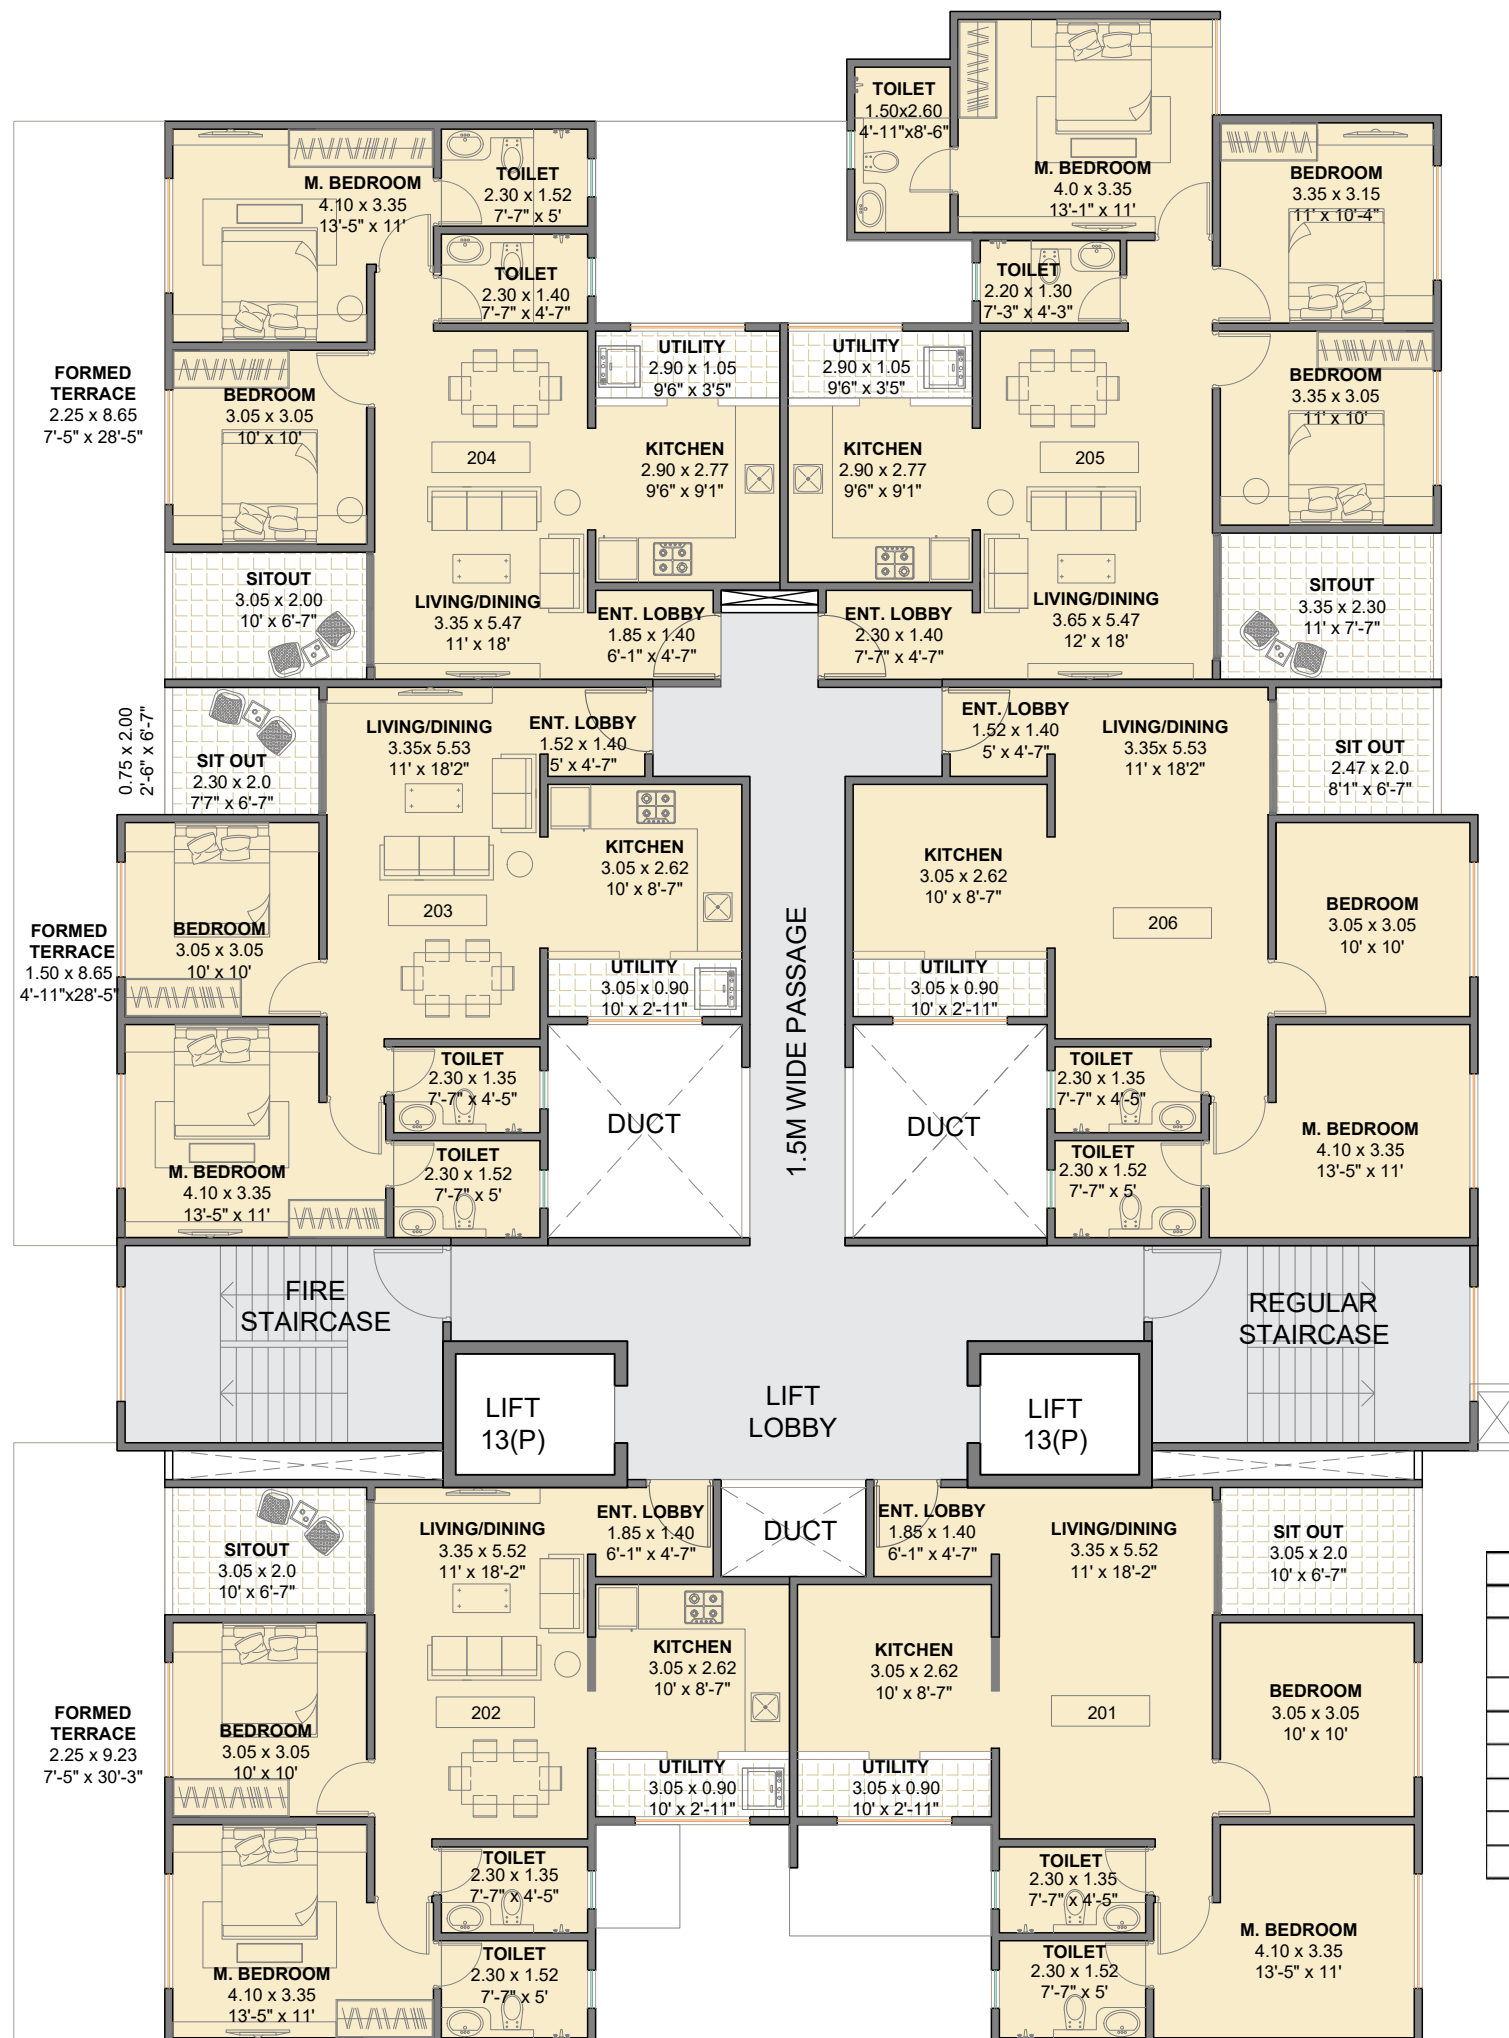 TOILET
1.50x2.60
4'-11"x8'-6"
M. BEDROOM
4.0 x 3.35
13'-1" x 11'
BEDROOM
3.35 x 3.15
11' x 10'-4"
M. BEDROOM
4.10 x 3.35
13'-5" x 11'
TOILET
2.30 x 1.52
7'-7" x 5'
TOILET
2.30 x 1.40
7'-7" x 4'-7"
TOILET
2.20 x 1.30
7'-3" x 4'-3"
FORMED
TERRACE
2.25 x 8.65
7'-5" x 28'-5"
BEDROOM
3.05 x 3.05
10' x 10'
UTILITY
2.90 x 1.05
9'6" x 3'5"
UTILITY
2.90 x 1.05
9'6" x 3'5"
BEDROOM
3.35 x 3.05
11' x 10'
204
KITCHEN
2.90 x 2.77
9'6" x 9'1"
KITCHEN
2.90 x 2.77
9'6" x 9'1"
205
SITOUT
3.05 x 2.00
10' x 6'-7"
LIVING/DINING
3.35 x 5.47
11' x 18'
ENT. LOBBY
1.85 x 1.40
6'-1" x 4'-7"
ENT. LOBBY
2.30 x 1.40
7'-7" x 4'-7"
LIVING/DINING
3.65 x 5.47
12' x 18'
SITOUT
3.35 x 2.30
11' x 7'-7"
0.75 x 2.00
2'-6" x 6'-7"
SIT OUT
2.30 x 2.0
7'7" x 6'-7"
LIVING/DINING
3.35x 5.53
11' x 18'2"
ENT. LOBBY
1.52 x 1.40
5' x 4'-7"
ENT. LOBBY
1.52 x 1.40
5' x 4'-7"
LIVING/DINING
3.35x 5.53
11' x 18'2"
SIT OUT
2.47 x 2.0
8'1" x 6'-7"
FORMED
TERRACE
1.50 x 8.65
4'-11"x28'-5"
BEDROOM
3.05 x 3.05
10' x 10'
203
KITCHEN
3.05 x 2.62
10' x 8'-7"
KITCHEN
3.05 x 2.62
10' x 8'-7"
206
BEDROOM
3.05 x 3.05
10' x 10'
UTILITY
3.05 x 0.90
10' x 2'-11"
1.5M WIDE PASSAGE
UTILITY
3.05 x 0.90
10' x 2'-11"
TOILET
2.30 x 1.35
7'-7" x 4'-5"
DUCT
DUCT
TOILET
2.30 x 1.35
7'-7" x 4'-5"
M. BEDROOM
4.10 x 3.35
13'-5" x 11'
TOILET
2.30 x 1.52
7'-7" x 5'
TOILET
2.30 x 1.52
7'-7" x 5'
M. BEDROOM
4.10 x 3.35
13'-5" x 11'
FIRE
STAIRCASE
REGULAR
STAIRCASE
LIFT
13(P)
LIFT
LOBBY
LIFT
13(P)
SITOUT
3.05 x 2.0
10' x 6'-7"
LIVING/DINING
3.35 x 5.52
11' x 18'-2"
ENT. LOBBY
1.85 x 1.40
6'-1" x 4'-7"
DUCT
ENT. LOBBY
1.85 x 1.40
6'-1" x 4'-7"
LIVING/DINING
3.35 x 5.52
11' x 18'-2"
SIT OUT
3.05 x 2.0
10' x 6'-7"
FORMED
TERRACE
2.25 x 9.23
7'-5" x 30'-3"
BEDROOM
3.05 x 3.05
10' x 10'
202
KITCHEN
3.05 x 2.62
10' x 8'-7"
KITCHEN
3.05 x 2.62
10' x 8'-7"
201
BEDROOM
3.05 x 3.05
10' x 10'
UTILITY
3.05 x 0.90
10' x 2'-11"
UTILITY
3.05 x 0.90
10' x 2'-11"
TOILET
2.30 x 1.35
7'-7" x 4'-5"
TOILET
2.30 x 1.35
7'-7" x 4'-5"
M. BEDROOM
4.10 x 3.35
13'-5" x 11'
TOILET
2.30 x 1.52
7'-7" x 5'
TOILET
2.30 x 1.52
7'-7" x 5'
M. BEDROOM
4.10 x 3.35
13'-5" x 11'